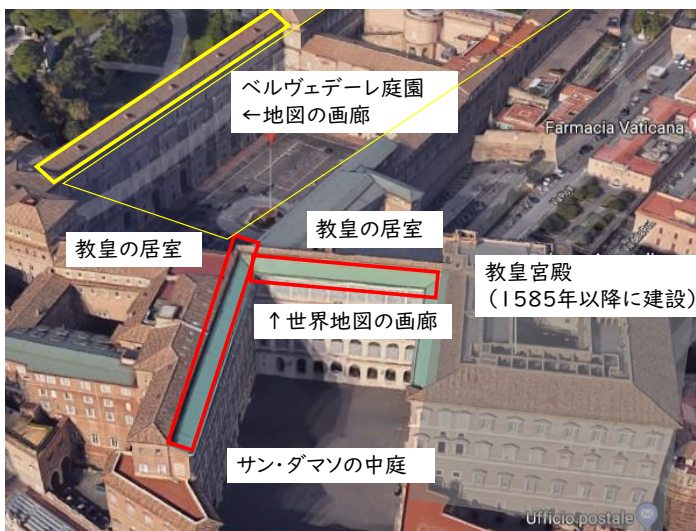 ベルヴェデーレ庭園
←地図の画廊
Farmacia Vaticana
教皇の居室
教皇の居室
教皇宮殿
(1585年以降に建設)
↑世界地図の画廊
サン・ダマソの中庭
Ufficio postale